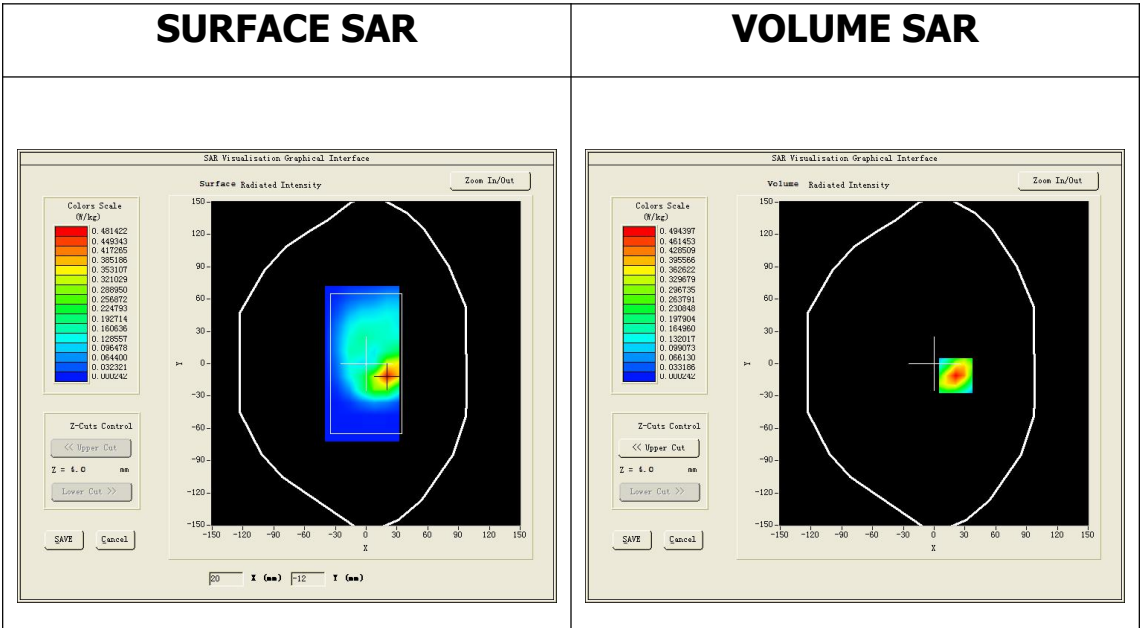 SURFACE SAR
VOLUME SAR
SAR Visualisation Graphical Interface
Surface Radiated Intensity
Zoom In/Out
Colors Scale
(W/kg)
0.481422
0.449343
0.417265
0.385186
0.353107
0.321029
0.288950
0.256872
0.224793
0.192714
0.160636
0.128557
0.096478
0.064400
0.032321
0.000242
Z-Cuts Control
<< Upper Cut
Z = 4.0 mm
Lower Cut >>
SAVE Cancel
150
120
90
60
30
0
-30
-60
-90
-120
-150
Y
-150 -120 -90 -60 -30 0 30 60 90 120 150
X
20 X (mm) -12 Y (mm)
SAR Visualisation Graphical Interface
Volume Radiated Intensity
Zoom In/Out
Colors Scale
(W/kg)
0.494397
0.461453
0.428509
0.395566
0.362622
0.329679
0.296735
0.263791
0.230848
0.197904
0.164960
0.132017
0.099073
0.066130
0.033186
0.000242
Z-Cuts Control
<< Upper Cut
Z = 4.0 mm
Lower Cut >>
SAVE Cancel
150
120
90
60
30
0
-30
-60
-90
-120
-150
Y
-150 -120 -90 -60 -30 0 30 60 90 120 150
X